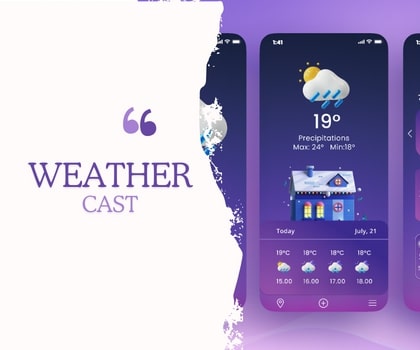 “
WEATHER
CAST
1:41
19°
Precipitations
Max: 24° Min:18°
Today July, 21
19°C 18°C 18°C 18°C
15.00 16.00 17.00 18.00